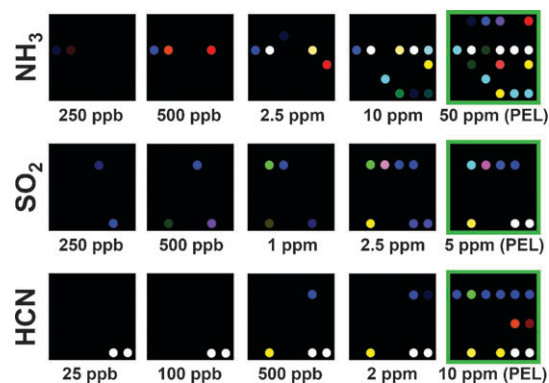 NH3
250 ppb 500 ppb 2.5 ppm 10 ppm 50 ppm (PEL)
SO2
250 ppb 500 ppb 1 ppm 2.5 ppm 5 ppm (PEL)
HCN
25 ppb 100 ppb 500 ppb 2 ppm 10 ppm (PEL)